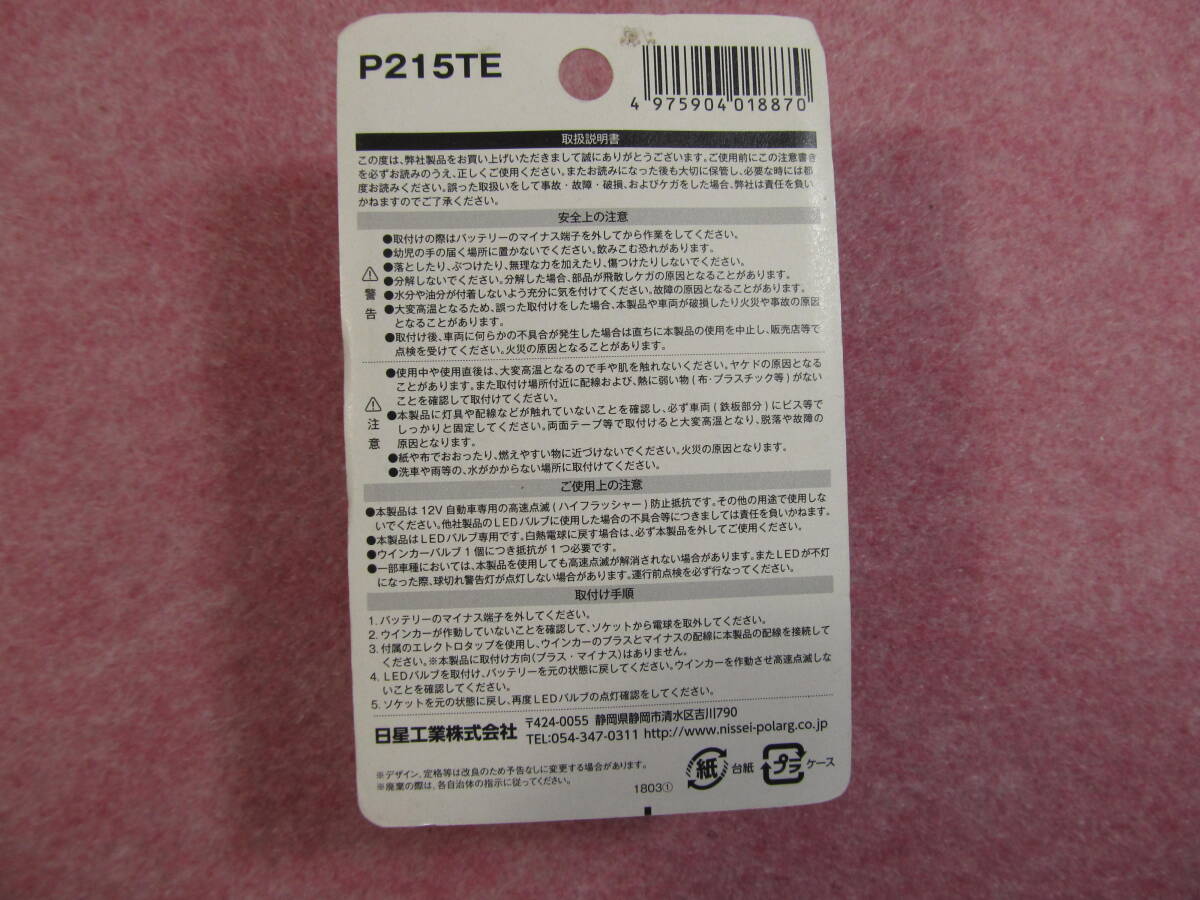 P215TE
4 975904 018870
取扱説明書
この度は、弊社製品をお買い上げいただきまして誠にありがとうございます。ご使用前にこの注意書き
を必ずお読みのうえ、正しくご使用ください。またお読みになった後も大切に保管し、必要な時には都
度お読みください。誤った取扱いをして事故・故障・破損、およびケガをした場合、弊社は責任を負い
かねますのでご了承ください。
安全上の注意
警告
●取付けの際はバッテリーのマイナス端子を外してから作業をしてください。
●幼児の手の届く場所に置かないでください。飲みこむ恐れがあります。
●落としたり、ぶつけたり、無理な力を加えたり、傷つけたりしないでください。
●分解しないでください。分解した場合、部品が飛散しケガの原因となることがあります。
●水分や油分が付着しないよう充分に気を付けてください。故障の原因となることがあります。
●大変高温となるため、誤った取付けをした場合、本製品や車両が破損したり火災や事故の原因
となることがあります。
●取付け後、車両に何らかの不具合が発生した場合は直ちに本製品の使用を中止し、販売店等で
点検を受けてください。火災の原因となることがあります。
注意
●使用中や使用直後は、大変高温となるので手や肌を触れないください。ヤケドの原因となる
ことがあります。また取付け場所付近に配線および、熱に弱い物(布・プラスチック等)がない
ことを確認して取付けてください。
●本製品に灯具や配線などが触れていないことを確認し、必ず車両(鉄板部分)にビス等で
しっかりと固定してください。両面テープ等で取付けると大変高温となり、脱落や故障の
原因となります。
●紙や布でおおったり、燃えやすい物に近づけないでください。火災の原因となります。
●洗車や雨等の、水がかからない場所に取付けてください。
ご使用上の注意
●本製品は 12V 自動車専用の高速点滅(ハイフラッシャー)防止抵抗です。その他の用途で使用しな
いでください。他社製品のLEDバルブに使用した場合の不具合等につきましては責任を負いかねます。
●本製品はLEDバルブ専用です。白熱電球に戻す場合は、必ず本製品を外してご使用ください。
●ウインカーバルブ 1 個につき抵抗が 1 つ必要です。
●一部車種においては、本製品を使用しても高速点滅が解消されない場合があります。またLEDが不灯
になった際、球切れ警告灯が点灯しない場合があります。運行前点検を必ず行なってください。
取付け手順
1. バッテリーのマイナス端子を外してください。
2. ウインカーが作動していないことを確認して、ソケットから電球を取外してください。
3. 付属のエレクトロタップを使用し、ウインカーのプラスとマイナスの配線に本製品の配線を接続して
ください。※本製品に取付け方向(プラス・マイナス)はありません。
4. LEDバルブを取付け、バッテリーを元の状態に戻してください。ウインカーを作動させ高速点滅しな
いことを確認してください。
5. ソケットを元の状態に戻し、再度LEDバルブの点灯確認をしてください。
日星工業株式会社 〒424-0055 静岡県静岡市清水区吉川790
TEL:054-347-0311 http://www.nissei-polarg.co.jp
※デザイン、定格等は改良のため予告なしに変更する場合があります。
※廃棄の際は、各自治体の指示に従ってください。
1803①
紙 台紙 プラ ケース